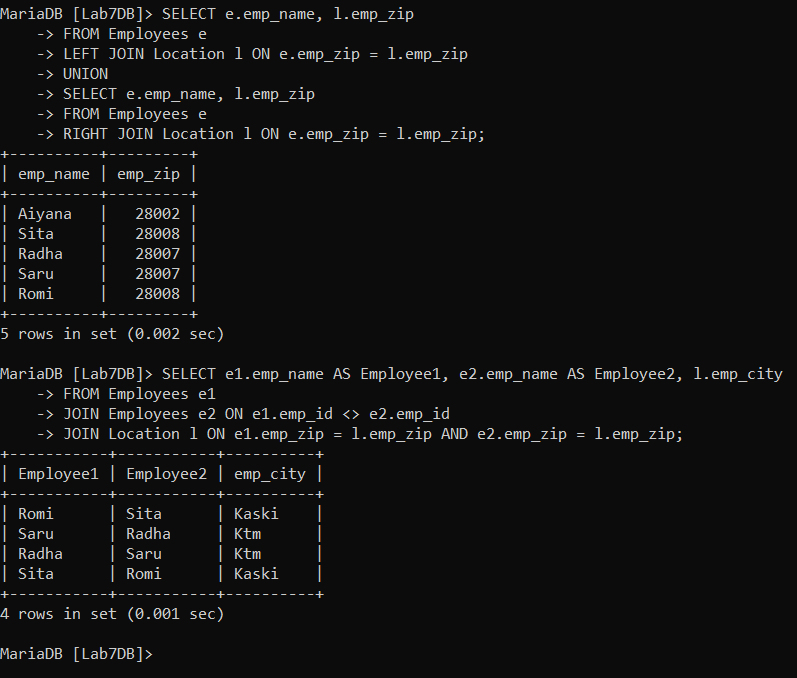 MariaDB [Lab7DB]> SELECT e.emp_name, l.emp_zip
    -> FROM Employees e
    -> LEFT JOIN Location l ON e.emp_zip = l.emp_zip
    -> UNION
    -> SELECT e.emp_name, l.emp_zip
    -> FROM Employees e
    -> RIGHT JOIN Location l ON e.emp_zip = l.emp_zip;
+----------+---------+
| emp_name | emp_zip |
+----------+---------+
| Aiyana   |   28002 |
| Sita     |   28008 |
| Radha    |   28007 |
| Saru     |   28007 |
| Romi     |   28008 |
+----------+---------+
5 rows in set (0.002 sec)

MariaDB [Lab7DB]> SELECT e1.emp_name AS Employee1, e2.emp_name AS Employee2, l.emp_city
    -> FROM Employees e1
    -> JOIN Employees e2 ON e1.emp_id <> e2.emp_id
    -> JOIN Location l ON e1.emp_zip = l.emp_zip AND e2.emp_zip = l.emp_zip;
+-----------+-----------+----------+
| Employee1 | Employee2 | emp_city |
+-----------+-----------+----------+
| Romi      | Sita      | Kaski    |
| Saru      | Radha     | Ktm      |
| Radha     | Saru      | Ktm      |
| Sita      | Romi      | Kaski    |
+-----------+-----------+----------+
4 rows in set (0.001 sec)

MariaDB [Lab7DB]>